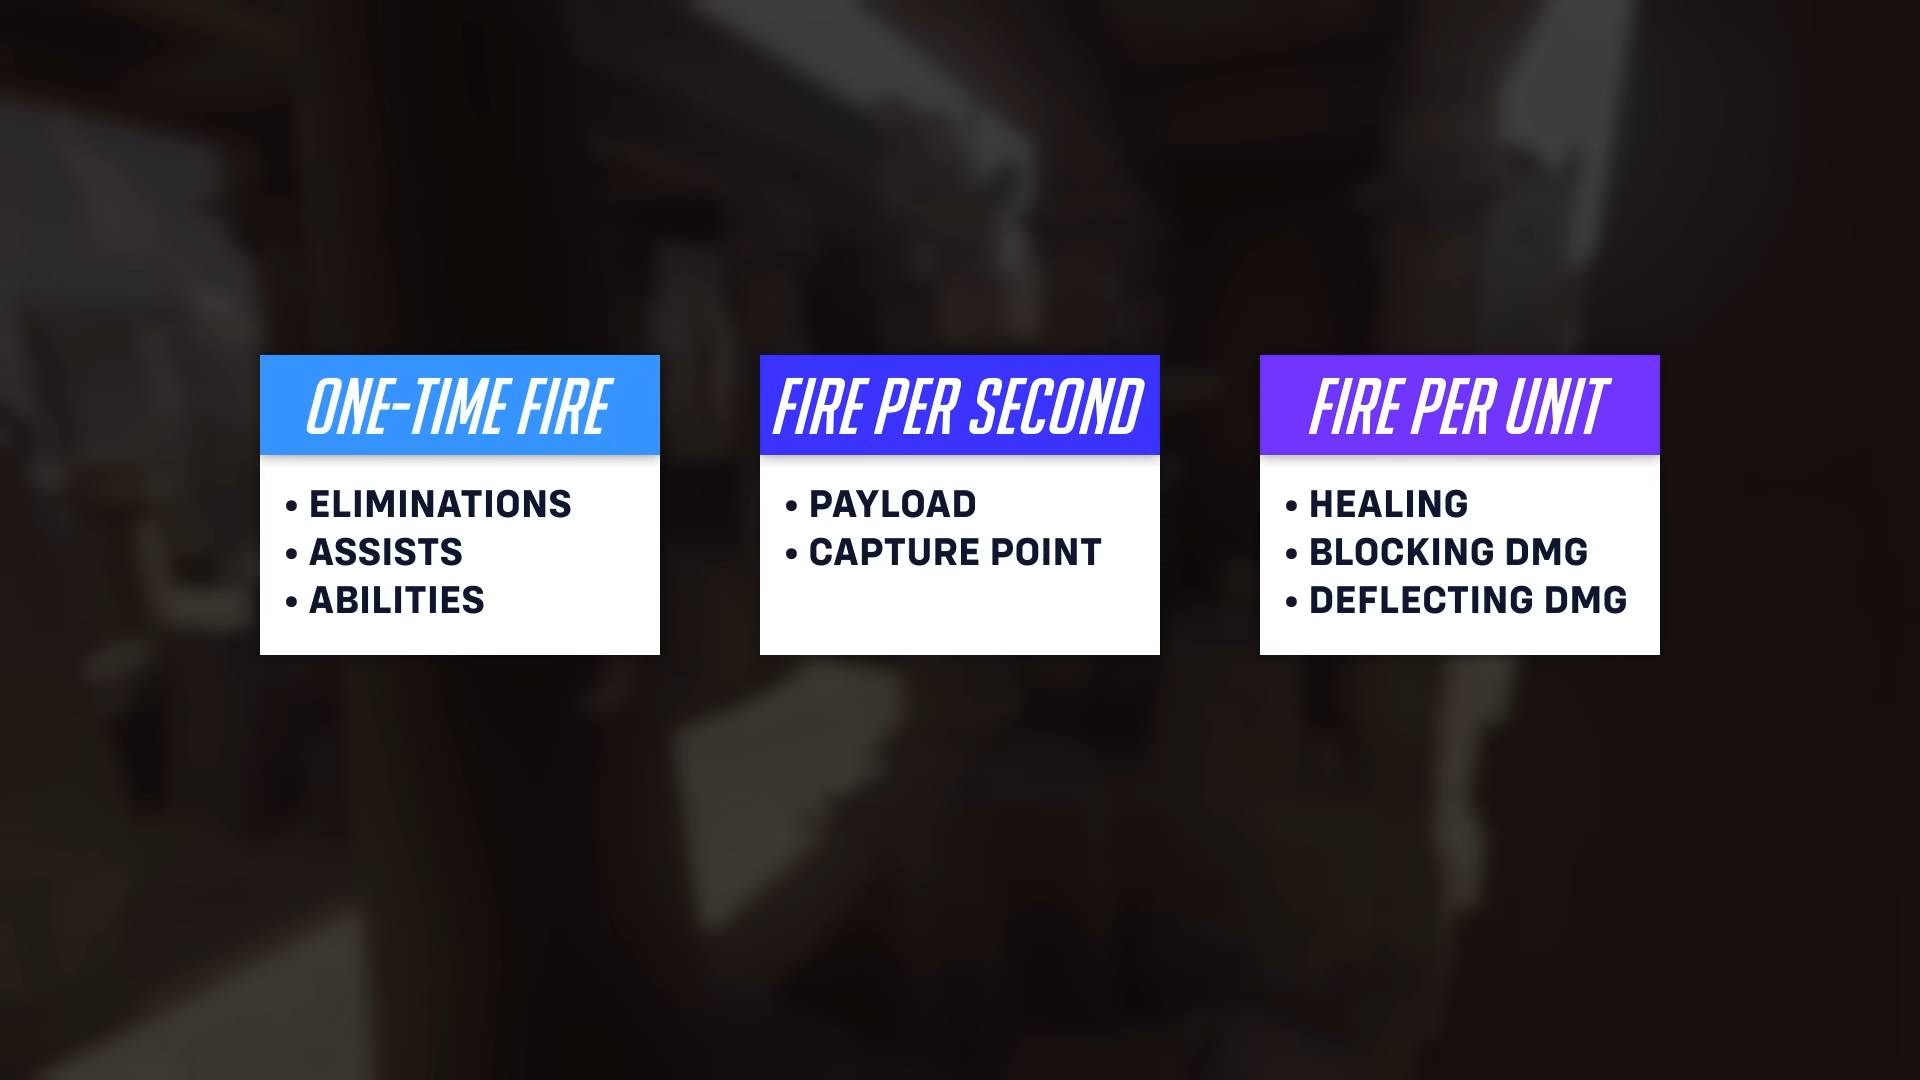 ONE-TIME FIRE
• ELIMINATIONS
• ASSISTS
• ABILITIES
FIRE PER SECOND
• PAYLOAD
• CAPTURE POINT
FIRE PER UNIT
• HEALING
• BLOCKING DMG
• DEFLECTING DMG